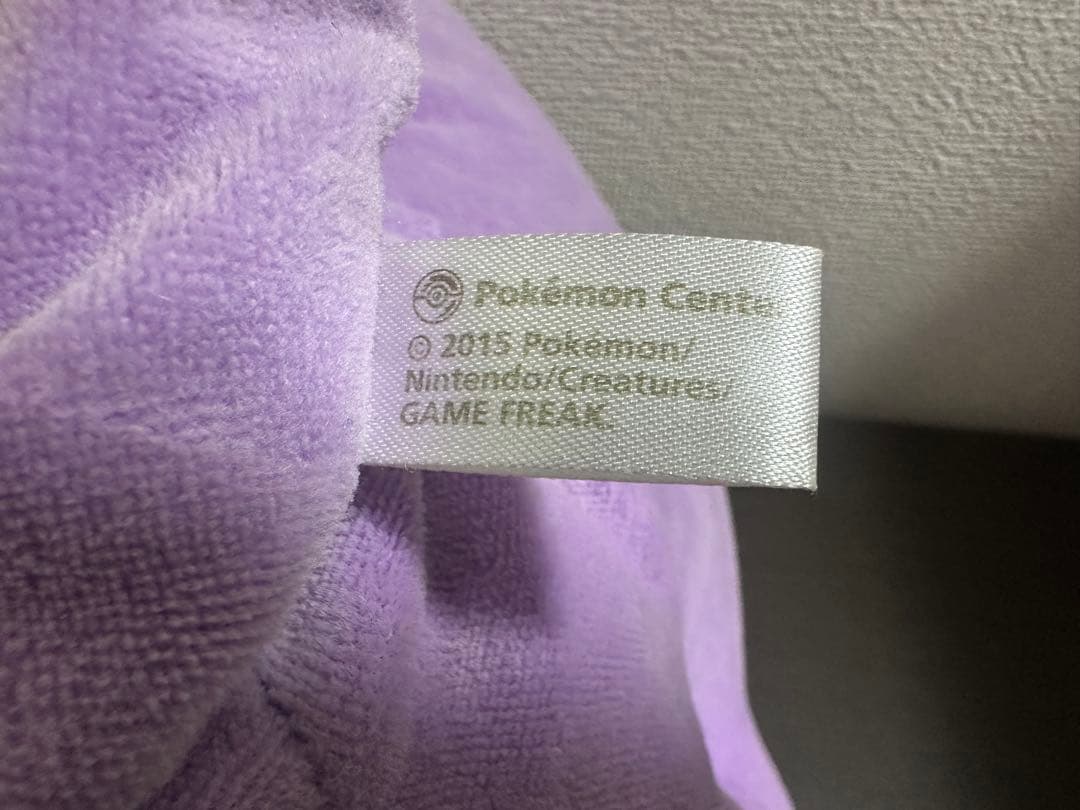 Pokémon Cente
© 2015 Pokémon/
Nintendo/Creatures/
GAME FREAK.